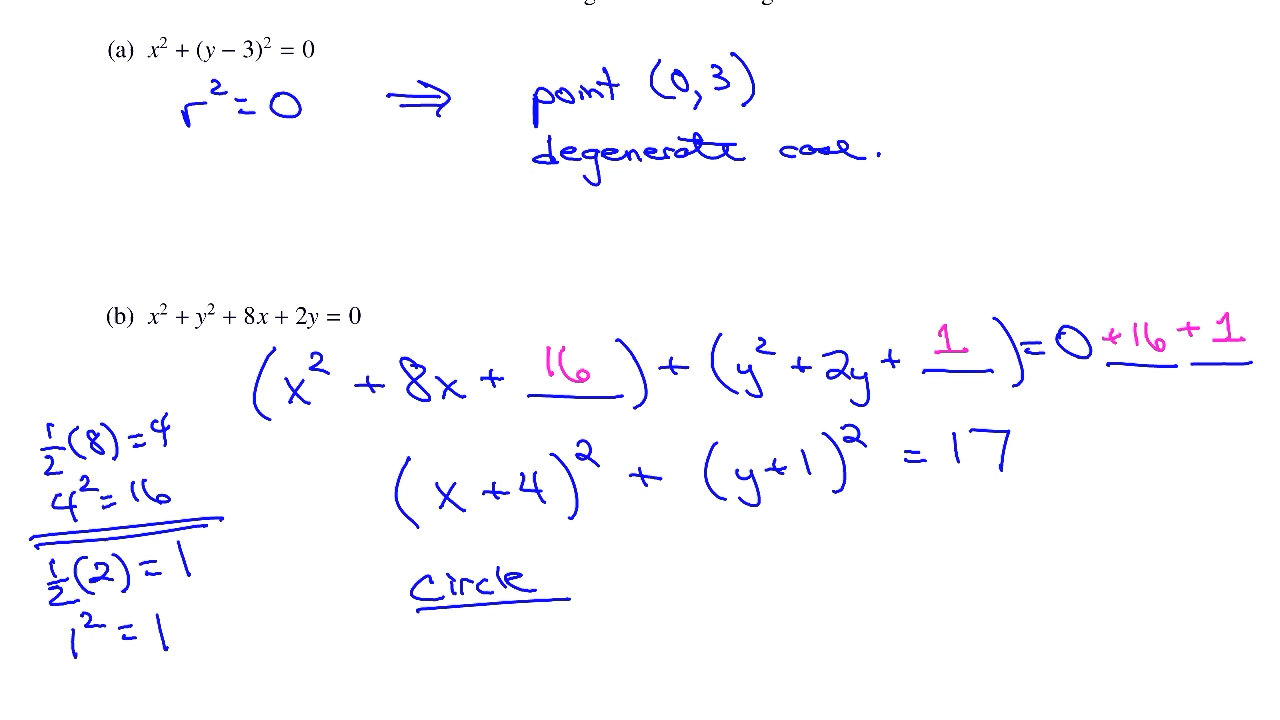 (a) x² + (y − 3)² = 0
r² = 0 ⇒ point (0, 3)
degenerate case.
(b) x² + y² + 8x + 2y = 0
(x² + 8x + 16) + (y² + 2y + 1) = 0 + 16 + 1
½(8) = 4
4² = 16
(x + 4)² + (y + 1)² = 17
½(2) = 1
1² = 1
circle